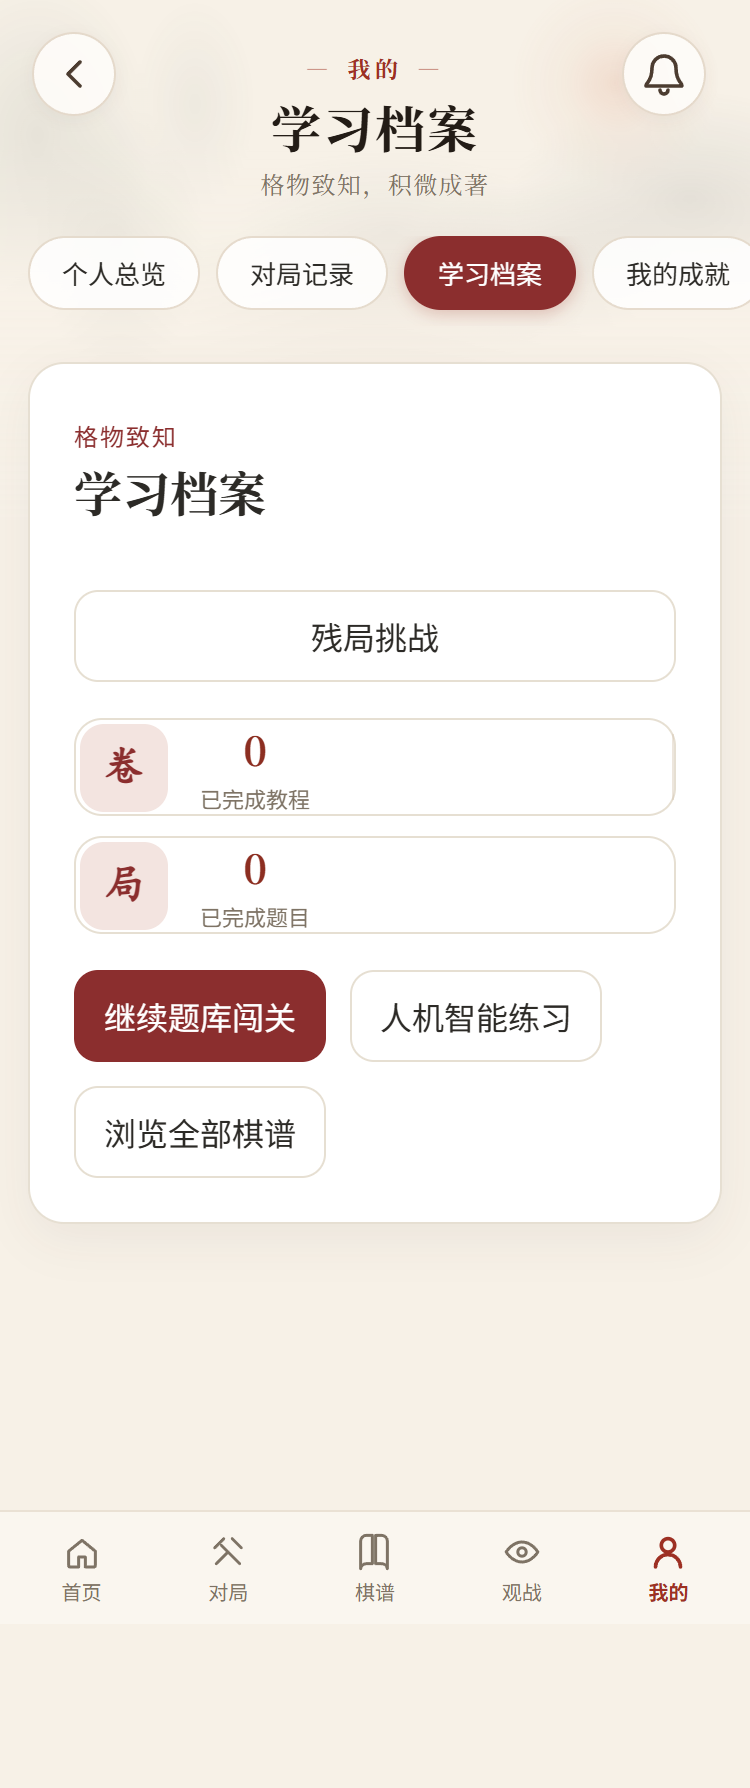 — 我的 —
学习档案
格物致知，积微成著
个人总览 对局记录 学习档案 我的成就
格物致知
学习档案
残局挑战
卷 0
已完成教程
局 0
已完成题目
继续题库闯关 人机智能练习
浏览全部棋谱
首页 对局 棋谱 观战 我的